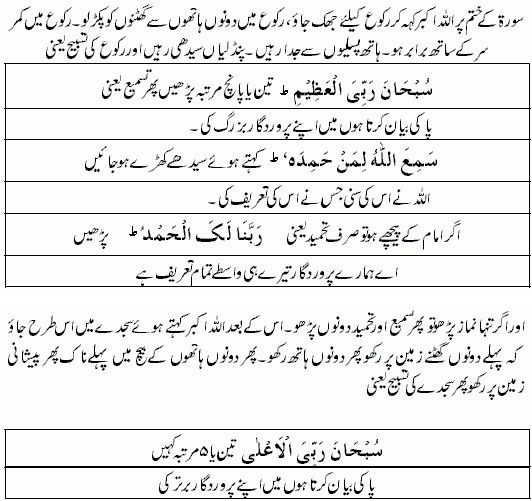 سورۃ کے ختم پر اللہ اکبر کہہ کر رکوع کیلئے جھک جاؤ، رکوع میں دونوں ہاتھوں سے گھٹنوں کو پکڑ لو۔ رکوع میں کمر
سر کے ساتھ برابر ہو۔ ہاتھ پسلیوں سے جدا رہیں۔ پنڈلیاں سیدھی رہیں اور رکوع کی تسبیح یعنی
سُبْحَانَ رَبِّیَ الْعَظِیْمِ ط تین یا پانچ مرتبہ پڑھیں پھر تسمیع یعنی
پاکی بیان کرتا ہوں میں اپنے پروردگار بزرگ کی ۔
سَمِعَ اللّٰہُ لِمَنْ حَمِدَہ‘ ط کہتے ہوئے سیدھے کھڑے ہو جائیں
اللہ نے اس کی سنی جس نے اس کی تعریف کی ۔
اگر امام کے پیچھے ہو تو صرف تحمید یعنی رَبَّنَا لَکَ الْحَمْدُ ط پڑھیں
اے ہمارے پروردگار تیرے ہی واسطے تمام تعریف ہے
اور اگر تنہا نماز پڑھو تو پھر تسمیع اور تحمید دونوں پڑھو۔ اس کے بعد اللہ اکبر کہتے ہوئے سجدے میں اس طرح جاؤ
کہ پہلے دونوں گھٹنے زمین پر رکھو پھر دونوں ہاتھ رکھو۔ پھر دونوں ہاتھوں کے بیچ میں پہلے ناک پھر پیشانی
زمین پر رکھو پھر سجدے کی تسبیح یعنی
سُبْحَانَ رَبِّیَ الْاَعْلٰی تین یا ۵ مرتبہ کہیں
پاکی بیان کرتا ہوں میں اپنے پروردگار برتر کی